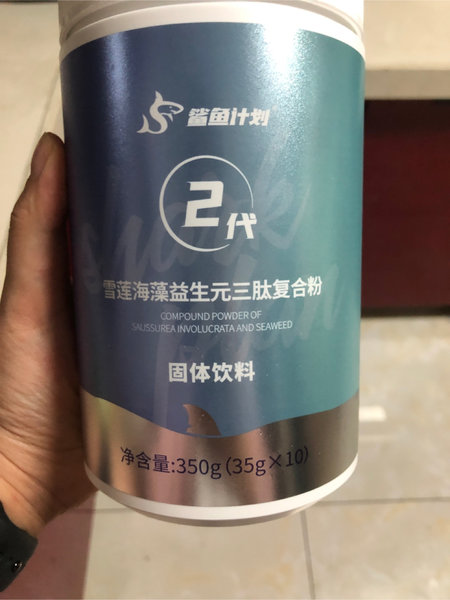 鲨鱼计划
2代
雪莲海藻益生元三肽复合粉
COMPOUND POWDER OF
SAUSSUREA INVOLUCRATA AND SEAWEED
固体饮料
净含量:350g(35g×10)